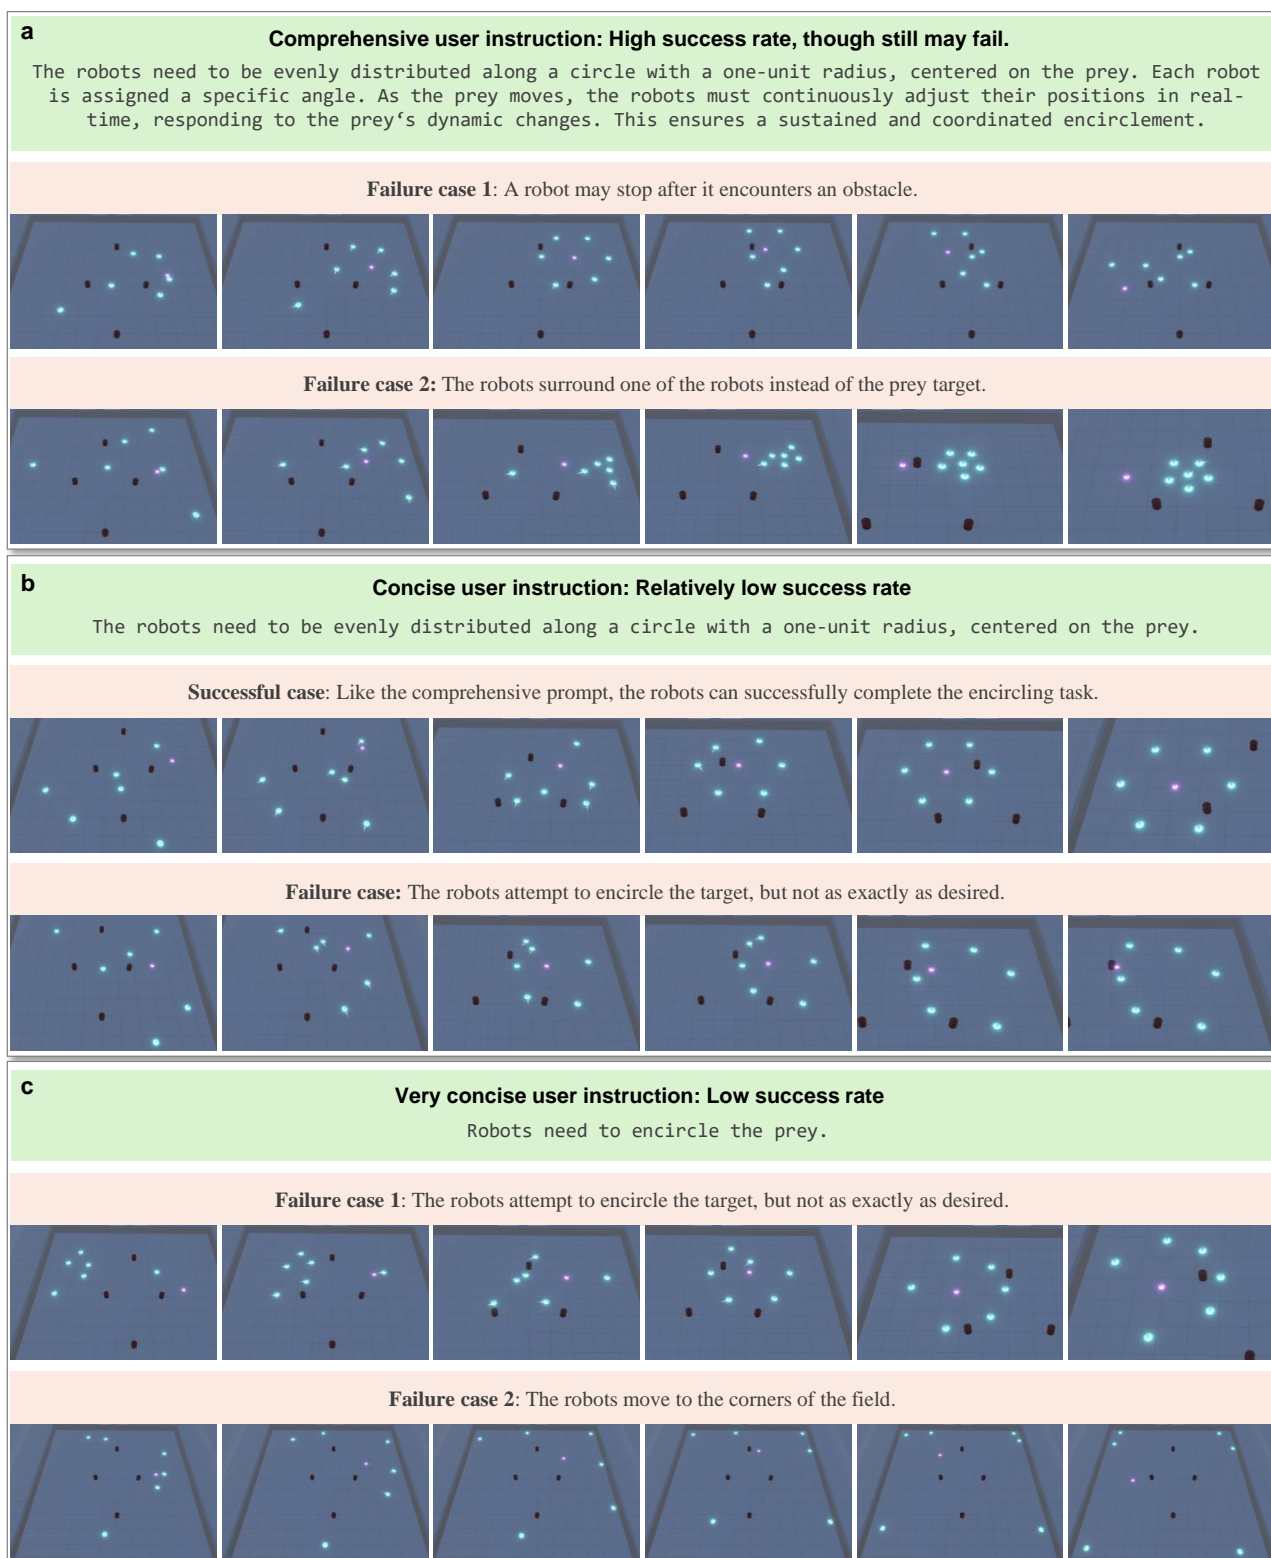 a
Comprehensive user instruction: High success rate, though still may fail.
The robots need to be evenly distributed along a circle with a one-unit radius, centered on the prey. Each robot
is assigned a specific angle. As the prey moves, the robots must continuously adjust their positions in real-
time, responding to the prey‘s dynamic changes. This ensures a sustained and coordinated encirclement.
Failure case 1: A robot may stop after it encounters an obstacle.
Failure case 2: The robots surround one of the robots instead of the prey target.
b
Concise user instruction: Relatively low success rate
The robots need to be evenly distributed along a circle with a one-unit radius, centered on the prey.
Successful case: Like the comprehensive prompt, the robots can successfully complete the encircling task.
Failure case: The robots attempt to encircle the target, but not as exactly as desired.
c
Very concise user instruction: Low success rate
Robots need to encircle the prey.
Failure case 1: The robots attempt to encircle the target, but not as exactly as desired.
Failure case 2: The robots move to the corners of the field.